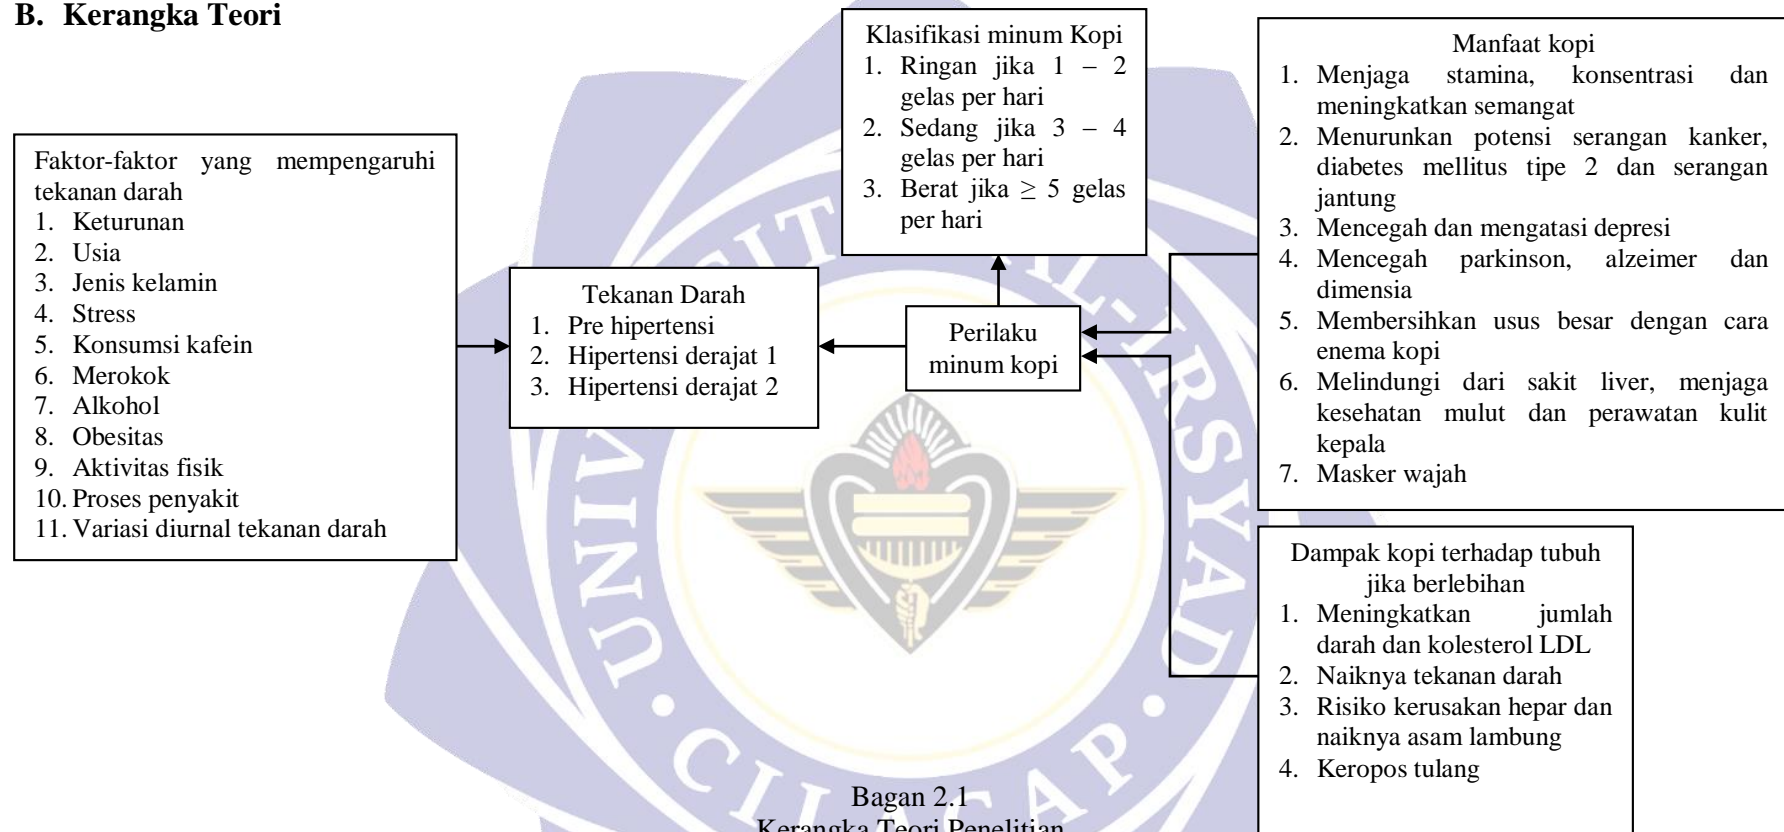 B. Kerangka Teori
Faktor-faktor yang mempengaruhi
tekanan darah
1. Keturunan
2. Usia
3. Jenis kelamin
4. Stress
5. Konsumsi kafein
6. Merokok
7. Alkohol
8. Obesitas
9. Aktivitas fisik
10. Proses penyakit
11. Variasi diurnal tekanan darah
Tekanan Darah
1. Pre hipertensi
2. Hipertensi derajat 1
3. Hipertensi derajat 2
Klasifikasi minum Kopi
1. Ringan jika 1 – 2
gelas per hari
2. Sedang jika 3 – 4
gelas per hari
3. Berat jika ≥ 5 gelas
per hari
Perilaku
minum kopi
Manfaat kopi
1. Menjaga stamina, konsentrasi dan
meningkatkan semangat
2. Menurunkan potensi serangan kanker,
diabetes mellitus tipe 2 dan serangan
jantung
3. Mencegah dan mengatasi depresi
4. Mencegah parkinson, alzeimer dan
dimensia
5. Membersihkan usus besar dengan cara
enema kopi
6. Melindungi dari sakit liver, menjaga
kesehatan mulut dan perawatan kulit
kepala
7. Masker wajah
Dampak kopi terhadap tubuh
jika berlebihan
1. Meningkatkan jumlah
darah dan kolesterol LDL
2. Naiknya tekanan darah
3. Risiko kerusakan hepar dan
naiknya asam lambung
4. Keropos tulang
Bagan 2.1
Kerangka Teori Penelitian
AL-IRSYAD
CILACAP